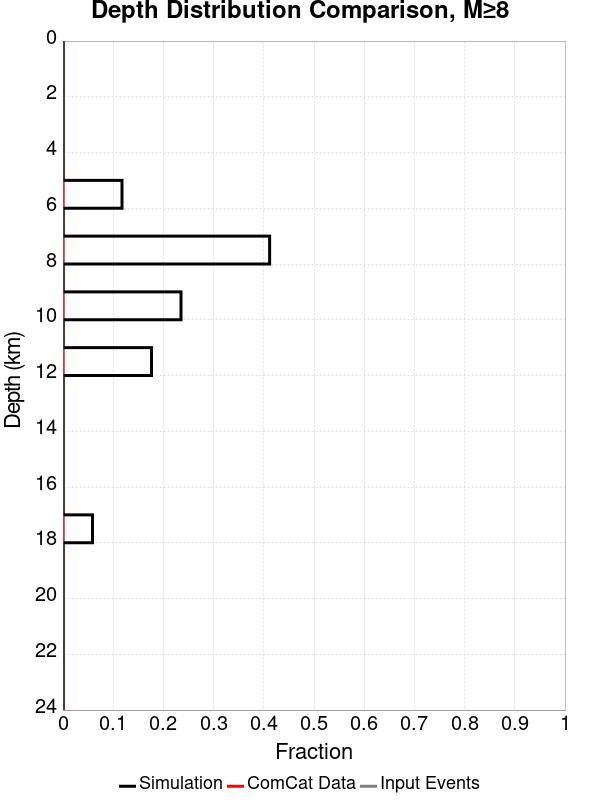 Depth Distribution Comparison, M≥8
0
2
4
6
8
10
12
14
16
18
20
22
24
Depth (km)
0 0.1 0.2 0.3 0.4 0.5 0.6 0.7 0.8 0.9 1
Fraction
Simulation ComCat Data Input Events